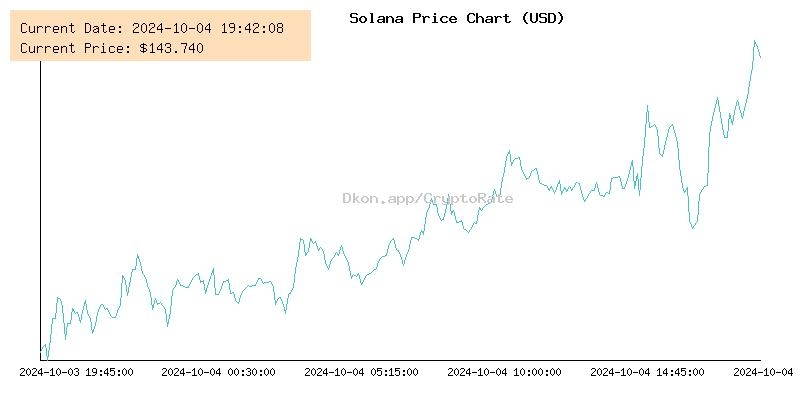 Solana Price Chart (USD)
Current Date: 2024-10-04 19:42:08
Current Price: $143.740
Dkon.app/CryptoRate
2024-10-03 19:45:00
2024-10-04 00:30:00
2024-10-04 05:15:00
2024-10-04 10:00:00
2024-10-04 14:45:00
2024-10-04